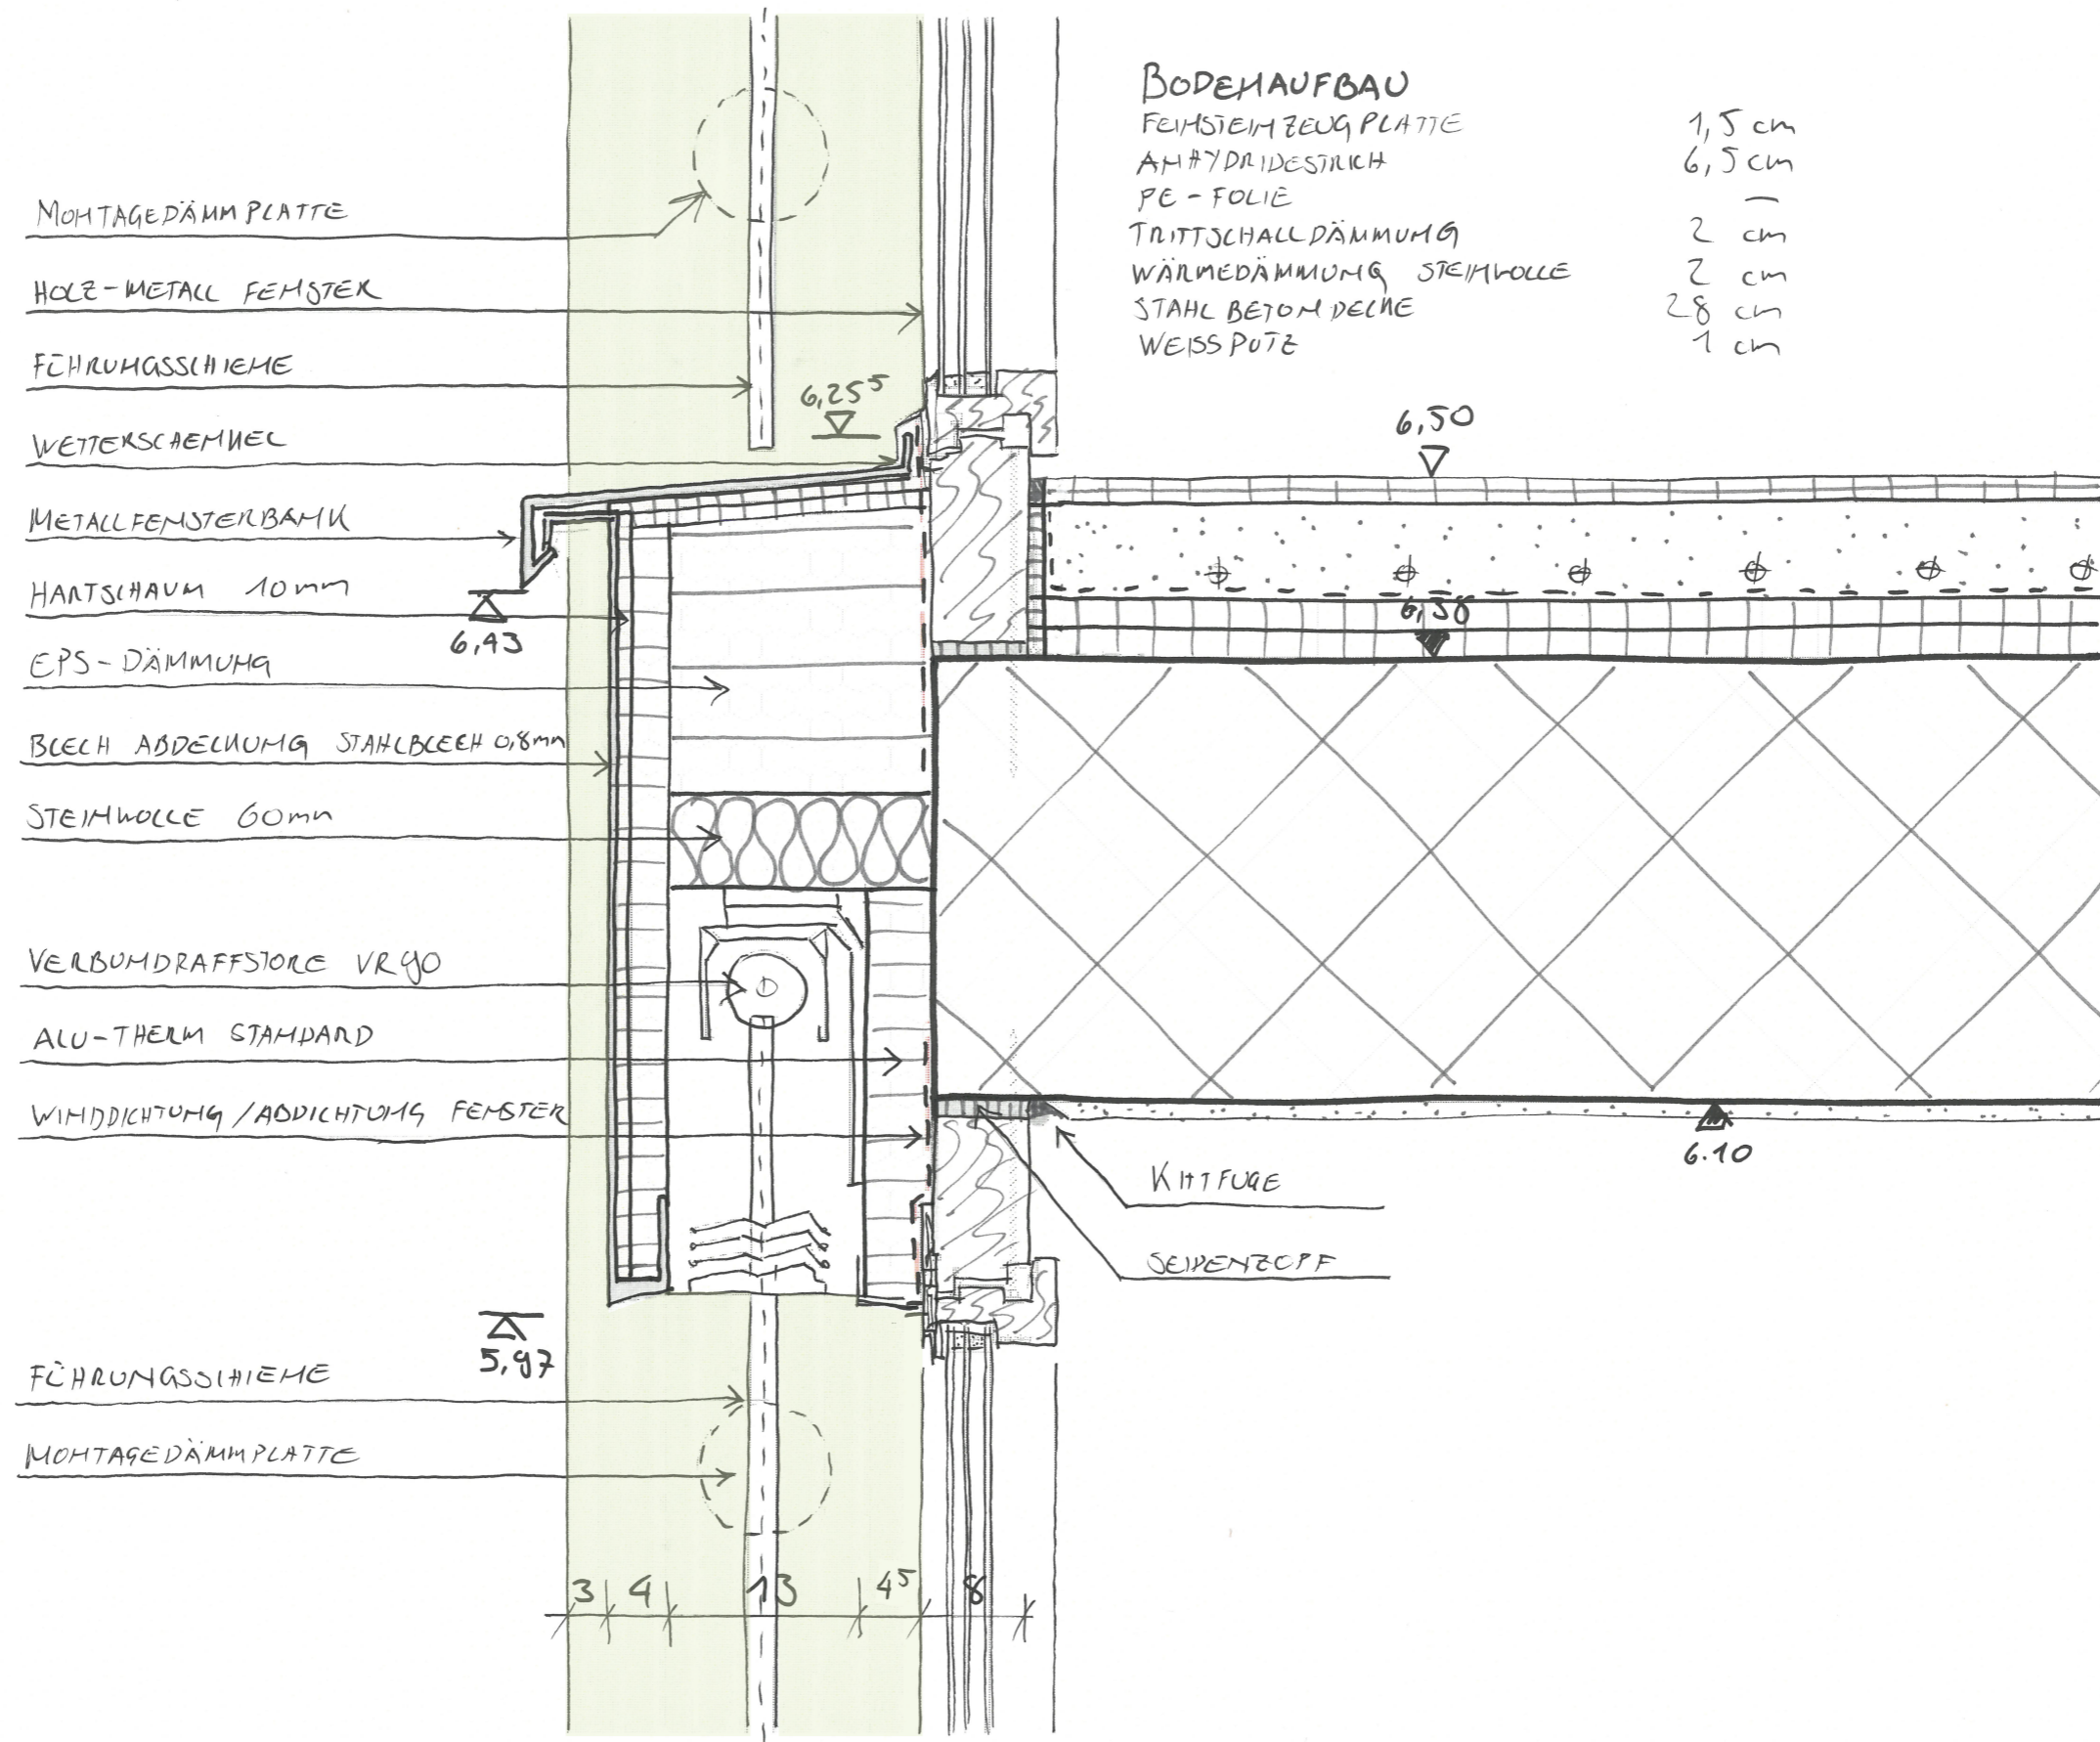 BODENAUFBAU
FEINSTEINZEUGPLATTE 1,5 cm
ANHYDRIDESTRICH 6,5 cm
PE-FOLIE —
TRITTSCHALLDÄMMUNG 2 cm
WÄRMEDÄMMUNG STEINWOLLE 2 cm
STAHLBETONDECKE 28 cm
WEISSPUTZ 1 cm
MONTAGEDÄMMPLATTE
HOLZ-METALL FENSTER
FÜHRUNGSSCHIENE
6,25⁵
6,50
WETTERSCHENKEL
METALLFENSTERBANK
HARTSCHAUM 10mm
6,43
6,38
EPS-DÄMMUNG
BLECH ABDECKUNG STAHLBLECH 0,8mm
STEINWOLLE 60mm
VERBUNDRAFFSTORE VR90
ALU-THERM STANDARD
WINDDICHTUNG/ABDICHTUNG FENSTER
6.10
KITTFUGE
SEIDENZOPF
5,97
FÜHRUNGSSCHIENE
MONTAGEDÄMMPLATTE
3 4 13 4⁵ 8